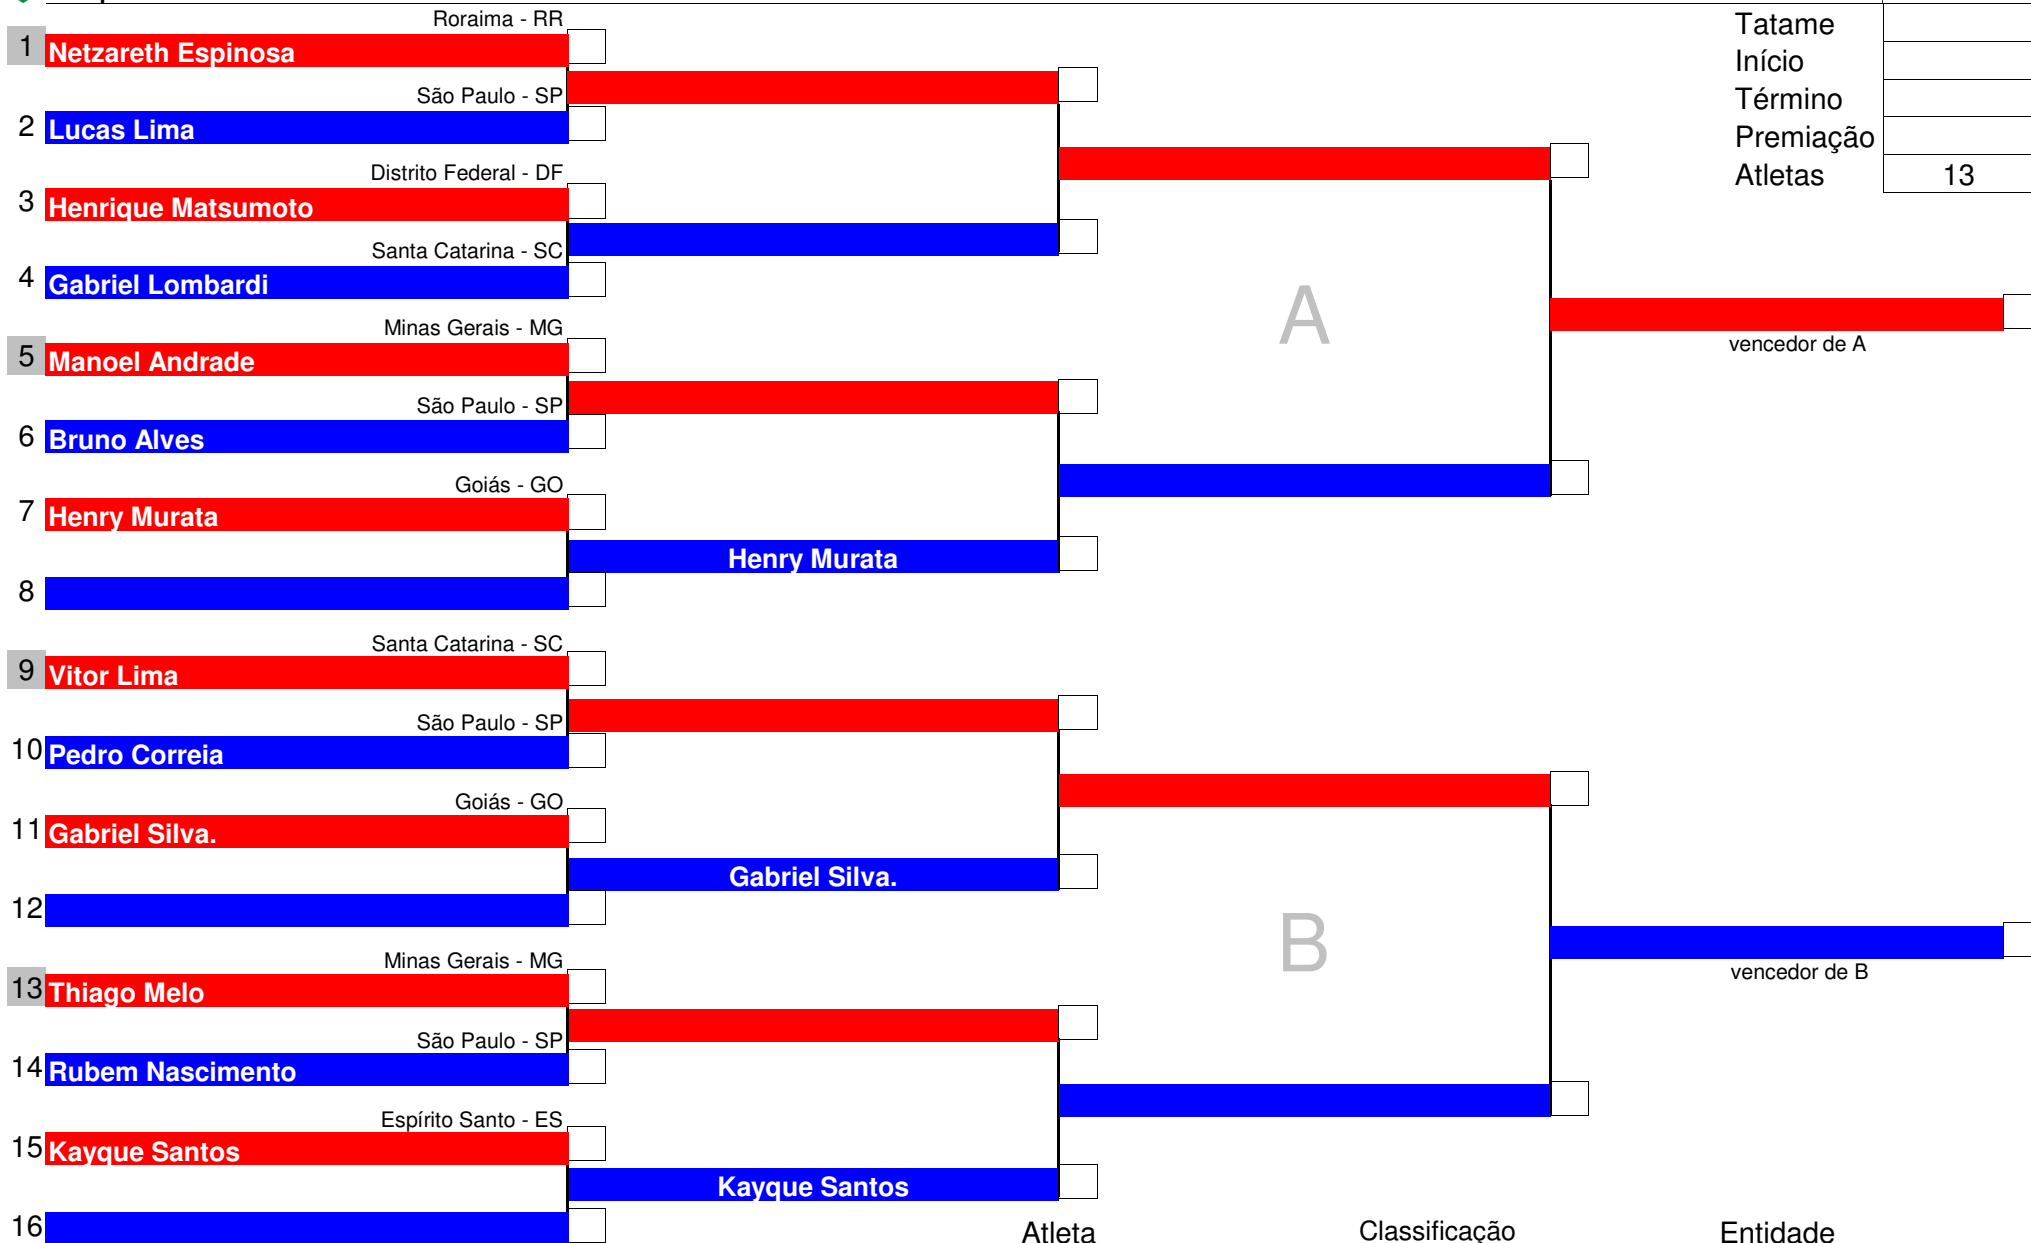 Roraima - RR
1 Netzareth Espinosa
São Paulo - SP
2 Lucas Lima
Distrito Federal - DF
3 Henrique Matsumoto
Santa Catarina - SC
4 Gabriel Lombardi
Minas Gerais - MG
5 Manoel Andrade
São Paulo - SP
6 Bruno Alves
Goiás - GO
7 Henry Murata
Henry Murata
8
Santa Catarina - SC
9 Vitor Lima
São Paulo - SP
10 Pedro Correia
Goiás - GO
11 Gabriel Silva.
Gabriel Silva.
12
Minas Gerais - MG
13 Thiago Melo
São Paulo - SP
14 Rubem Nascimento
Espírito Santo - ES
15 Kayque Santos
Kayque Santos
16
A
B
vencedor de A
vencedor de B
Tatame
Início
Término
Premiação
Atletas 13
Atleta Classificação Entidade